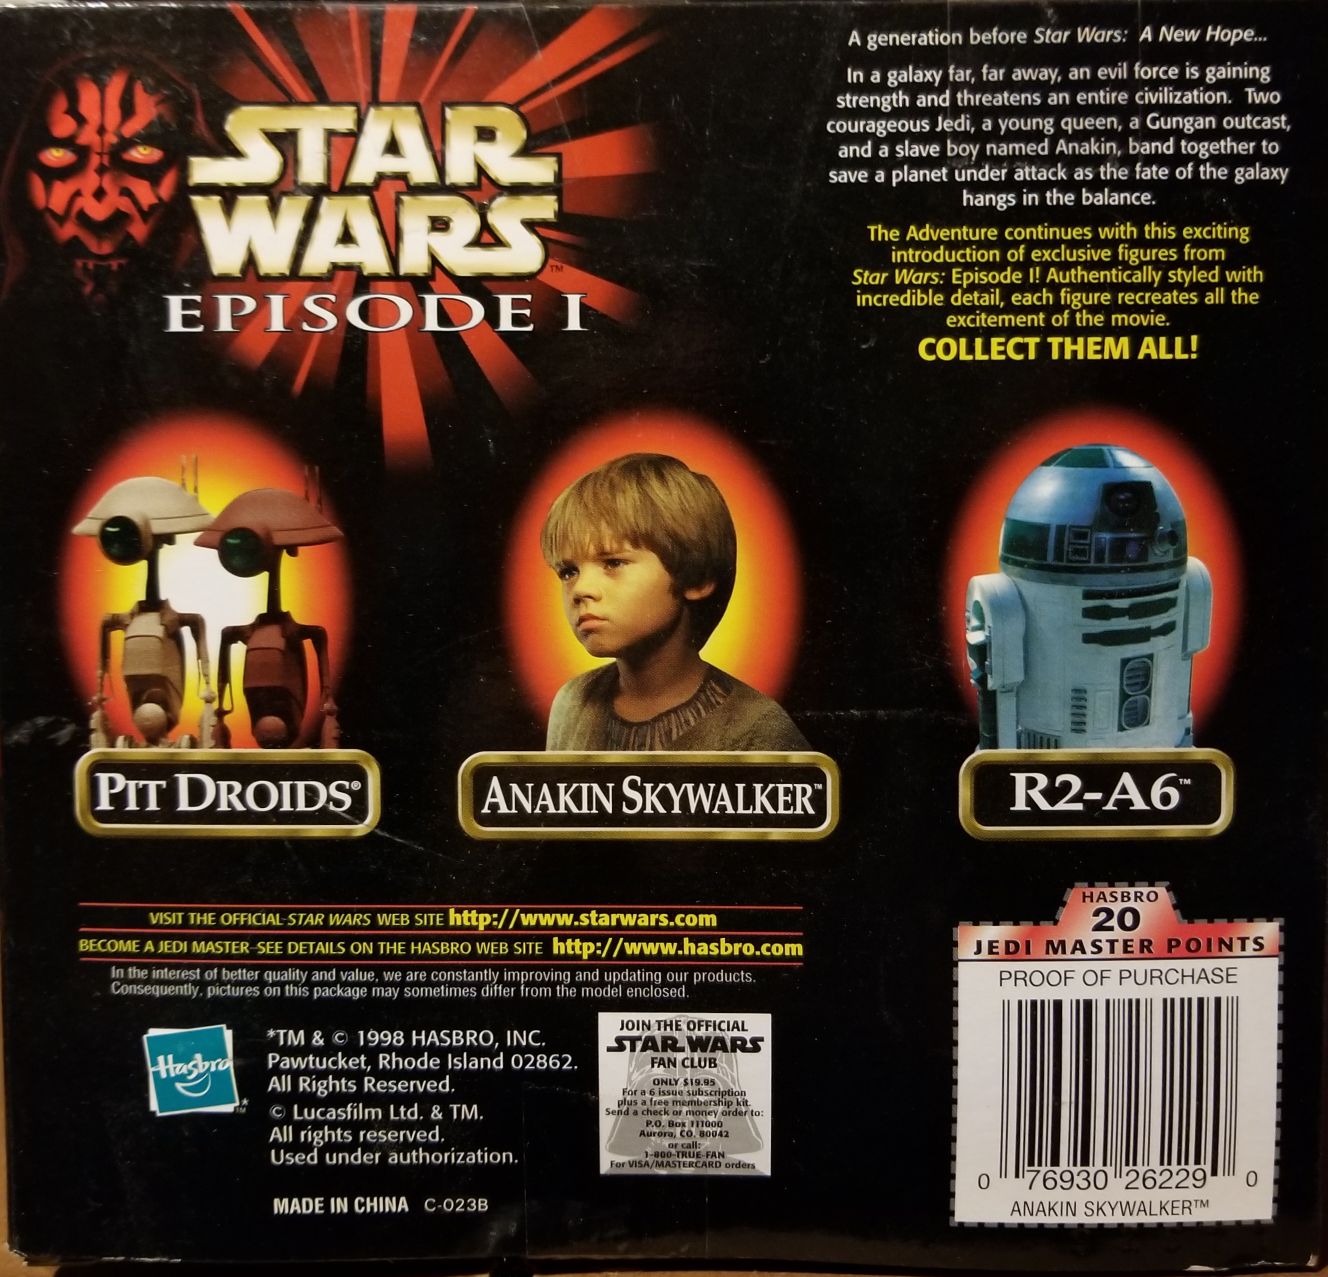 STAR
WARS™
EPISODE I
A generation before Star Wars: A New Hope...
In a galaxy far, far away, an evil force is gaining
strength and threatens an entire civilization. Two
courageous Jedi, a young queen, a Gungan outcast,
and a slave boy named Anakin, band together to
save a planet under attack as the fate of the galaxy
hangs in the balance.
The Adventure continues with this exciting
introduction of exclusive figures from
Star Wars: Episode I! Authentically styled with
incredible detail, each figure recreates all the
excitement of the movie.
COLLECT THEM ALL!
PIT DROIDS®
ANAKIN SKYWALKER™
R2-A6™
VISIT THE OFFICIAL STAR WARS WEB SITE http://www.starwars.com
BECOME A JEDI MASTER-SEE DETAILS ON THE HASBRO WEB SITE http://www.hasbro.com
In the interest of better quality and value, we are constantly improving and updating our products.
Consequently, pictures on this package may sometimes differ from the model enclosed.
Hasbro
*TM
*TM & © 1998 HASBRO, INC.
Pawtucket, Rhode Island 02862.
All Rights Reserved.
© Lucasfilm Ltd. & TM.
All rights reserved.
Used under authorization.
MADE IN CHINA C-023B
JOIN THE OFFICIAL
STAR WARS
FAN CLUB
ONLY $19.95
For a 6 issue subscription
plus a free membership kit.
Send a check or money order to:
P.O. Box 111000
Aurora, CO. 80042
or call:
1-800-TRUE-FAN
For VISA/MASTERCARD orders
HASBRO
20
JEDI MASTER POINTS
PROOF OF PURCHASE
0 76930 26229 0
ANAKIN SKYWALKER™